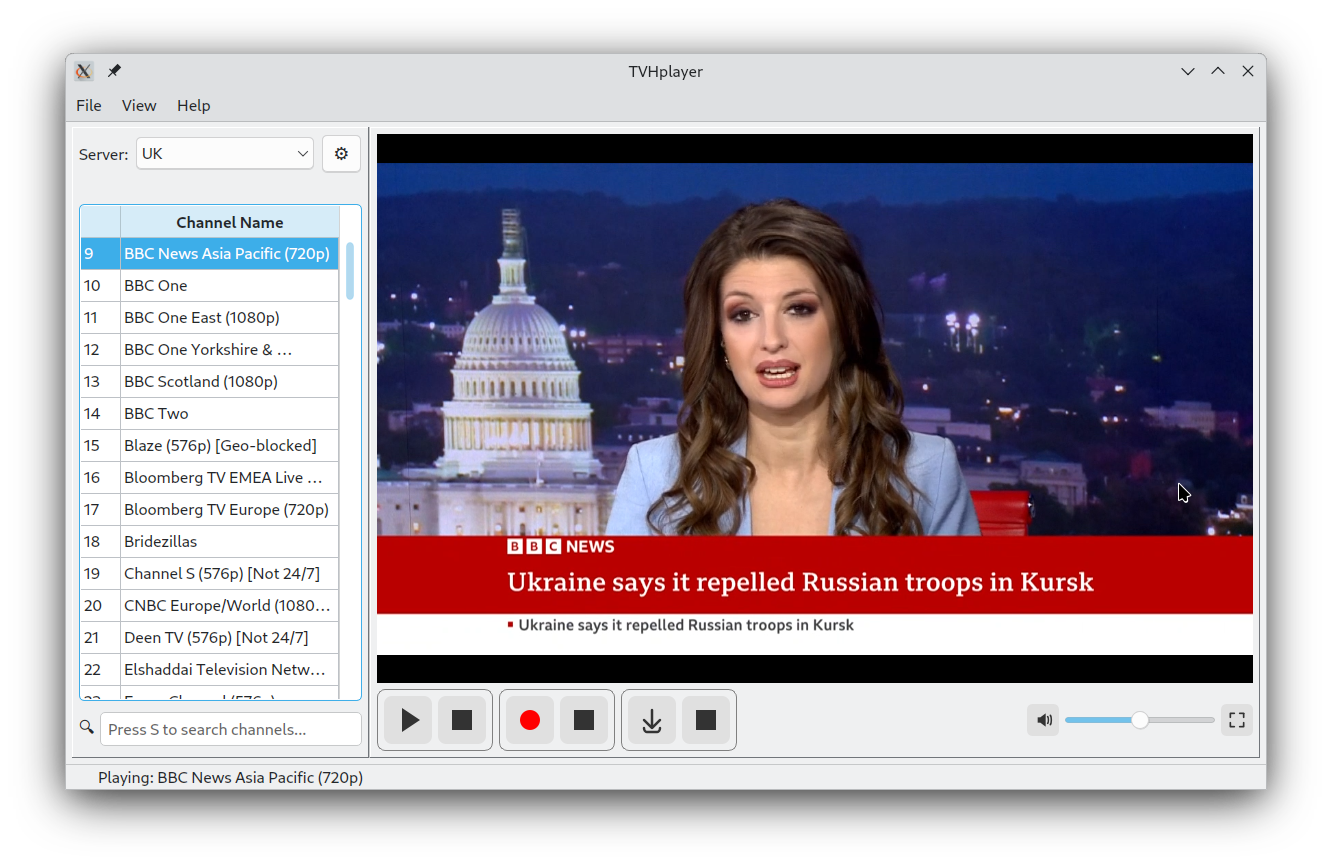 TVHplayer
File View Help
Server: UK
Channel Name
9 BBC News Asia Pacific (720p)
10 BBC One
11 BBC One East (1080p)
12 BBC One Yorkshire & …
13 BBC Scotland (1080p)
14 BBC Two
15 Blaze (576p) [Geo-blocked]
16 Bloomberg TV EMEA Live …
17 Bloomberg TV Europe (720p)
18 Bridezillas
19 Channel S (576p) [Not 24/7]
20 CNBC Europe/World (1080…
21 Deen TV (576p) [Not 24/7]
22 Elshaddai Television Netw…
Press S to search channels...
BBC NEWS
Ukraine says it repelled Russian troops in Kursk
Ukraine says it repelled Russian troops in Kursk
Playing: BBC News Asia Pacific (720p)